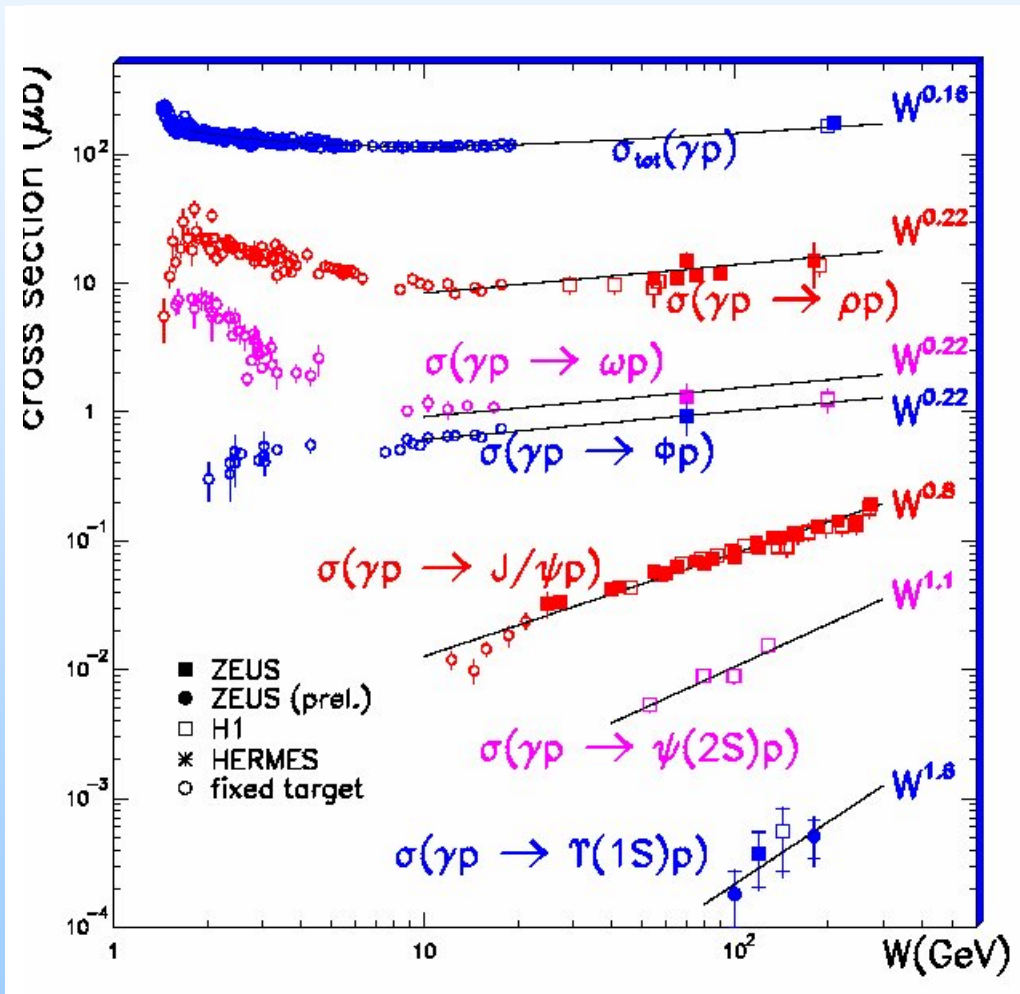 cross section (μb)
W^0.16
10^2
σ_tot(γp)
W^0.22
σ(γp → ρp)
10
W^0.22
σ(γp → ωp)
W^0.22
1
σ(γp → Φp)
W^0.8
10^-1
σ(γp → J/ψp)
W^1.1
10^-2
ZEUS
ZEUS (prel.)
H1
HERMES
fixed target
σ(γp → ψ(2S)p)
W^1.6
10^-3
σ(γp → Υ(1S)p)
10^-4
1
10
10^2
W(GeV)